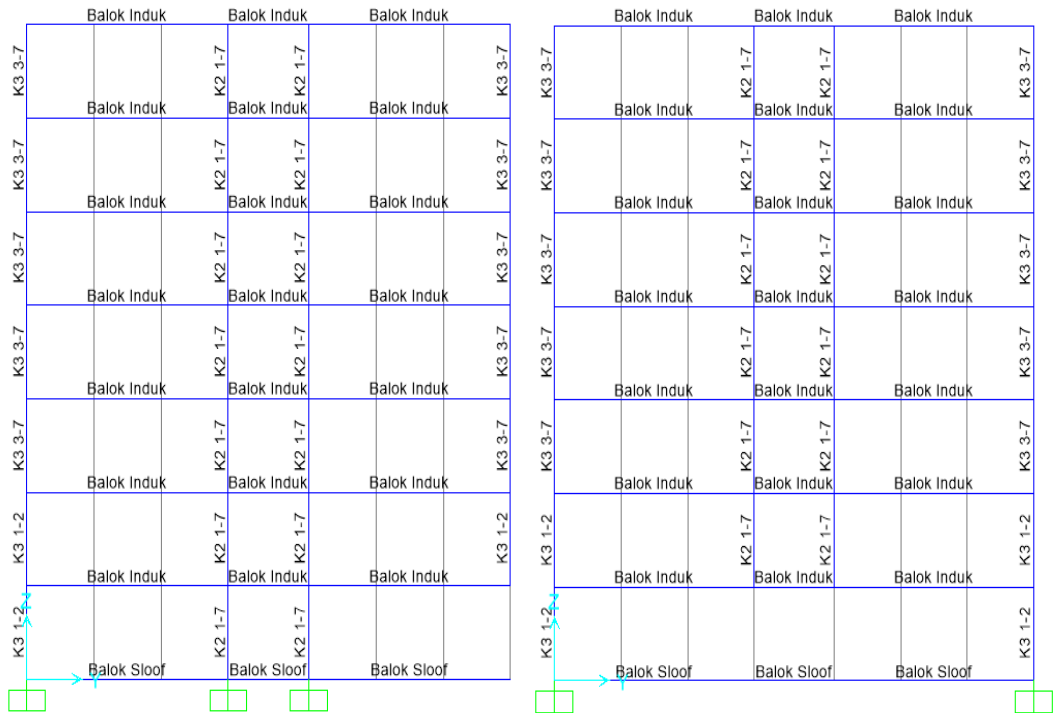 Balok Induk Balok Induk Balok Induk
K3 3-7 K2 1-7 K2 1-7 K3 3-7
Balok Induk Balok Induk Balok Induk
K3 3-7 K2 1-7 K2 1-7 K3 3-7
Balok Induk Balok Induk Balok Induk
K3 3-7 K2 1-7 K2 1-7 K3 3-7
Balok Induk Balok Induk Balok Induk
K3 3-7 K2 1-7 K2 1-7 K3 3-7
Balok Induk Balok Induk Balok Induk
K3 3-7 K2 1-7 K2 1-7 K3 3-7
Balok Induk Balok Induk Balok Induk
K3 1-2 K2 1-7 K2 1-7 K3 1-2
Balok Induk Balok Induk Balok Induk
Z
K3 1-2 K2 1-7 K2 1-7
Balok Sloof Balok Sloof Balok Sloof
Y
Balok Induk Balok Induk Balok Induk
K3 3-7 K2 1-7 K2 1-7 K3 3-7
Balok Induk Balok Induk Balok Induk
K3 3-7 K2 1-7 K2 1-7 K3 3-7
Balok Induk Balok Induk Balok Induk
K3 3-7 K2 1-7 K2 1-7 K3 3-7
Balok Induk Balok Induk Balok Induk
K3 3-7 K2 1-7 K2 1-7 K3 3-7
Balok Induk Balok Induk Balok Induk
K3 3-7 K2 1-7 K2 1-7 K3 3-7
Balok Induk Balok Induk Balok Induk
K3 1-2 K2 1-7 K2 1-7 K3 1-2
Balok Induk Balok Induk Balok Induk
Z
K3 1-2 K3 1-2
Balok Sloof Balok Sloof Balok Sloof
Y